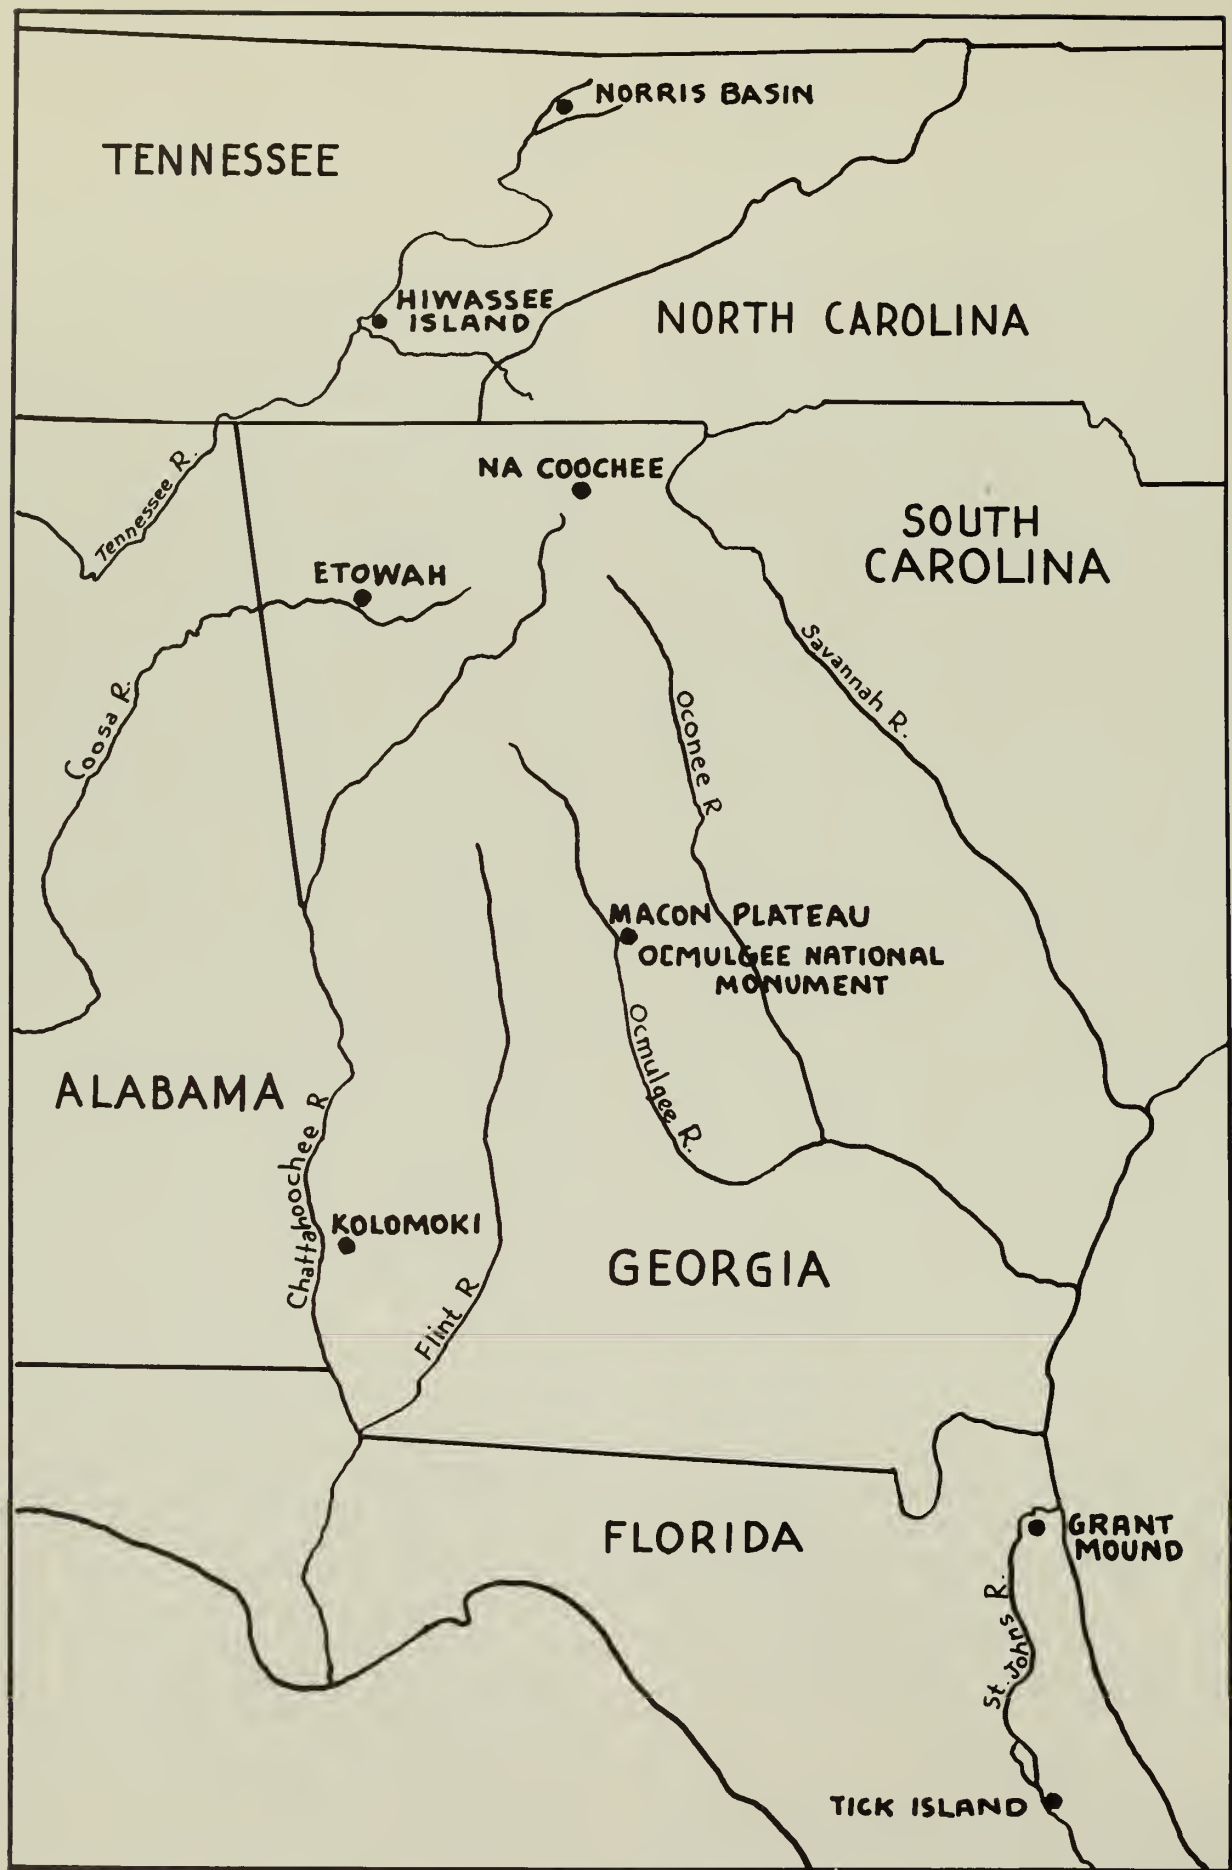 NORRIS BASIN
TENNESSEE
HIWASSEE
ISLAND
NORTH CAROLINA
NA COOCHEE
Tennessee R.
SOUTH
CAROLINA
ETOWAH
Savannah R.
Coosa R.
Oconee R
MACON PLATEAU
OCMULGEE NATIONAL
MONUMENT
Ocmulgee R.
ALABAMA
Chattahoochee R
KOLOMOKI
GEORGIA
Flint R
FLORIDA
GRANT
MOUND
St. Johns R.
TICK ISLAND